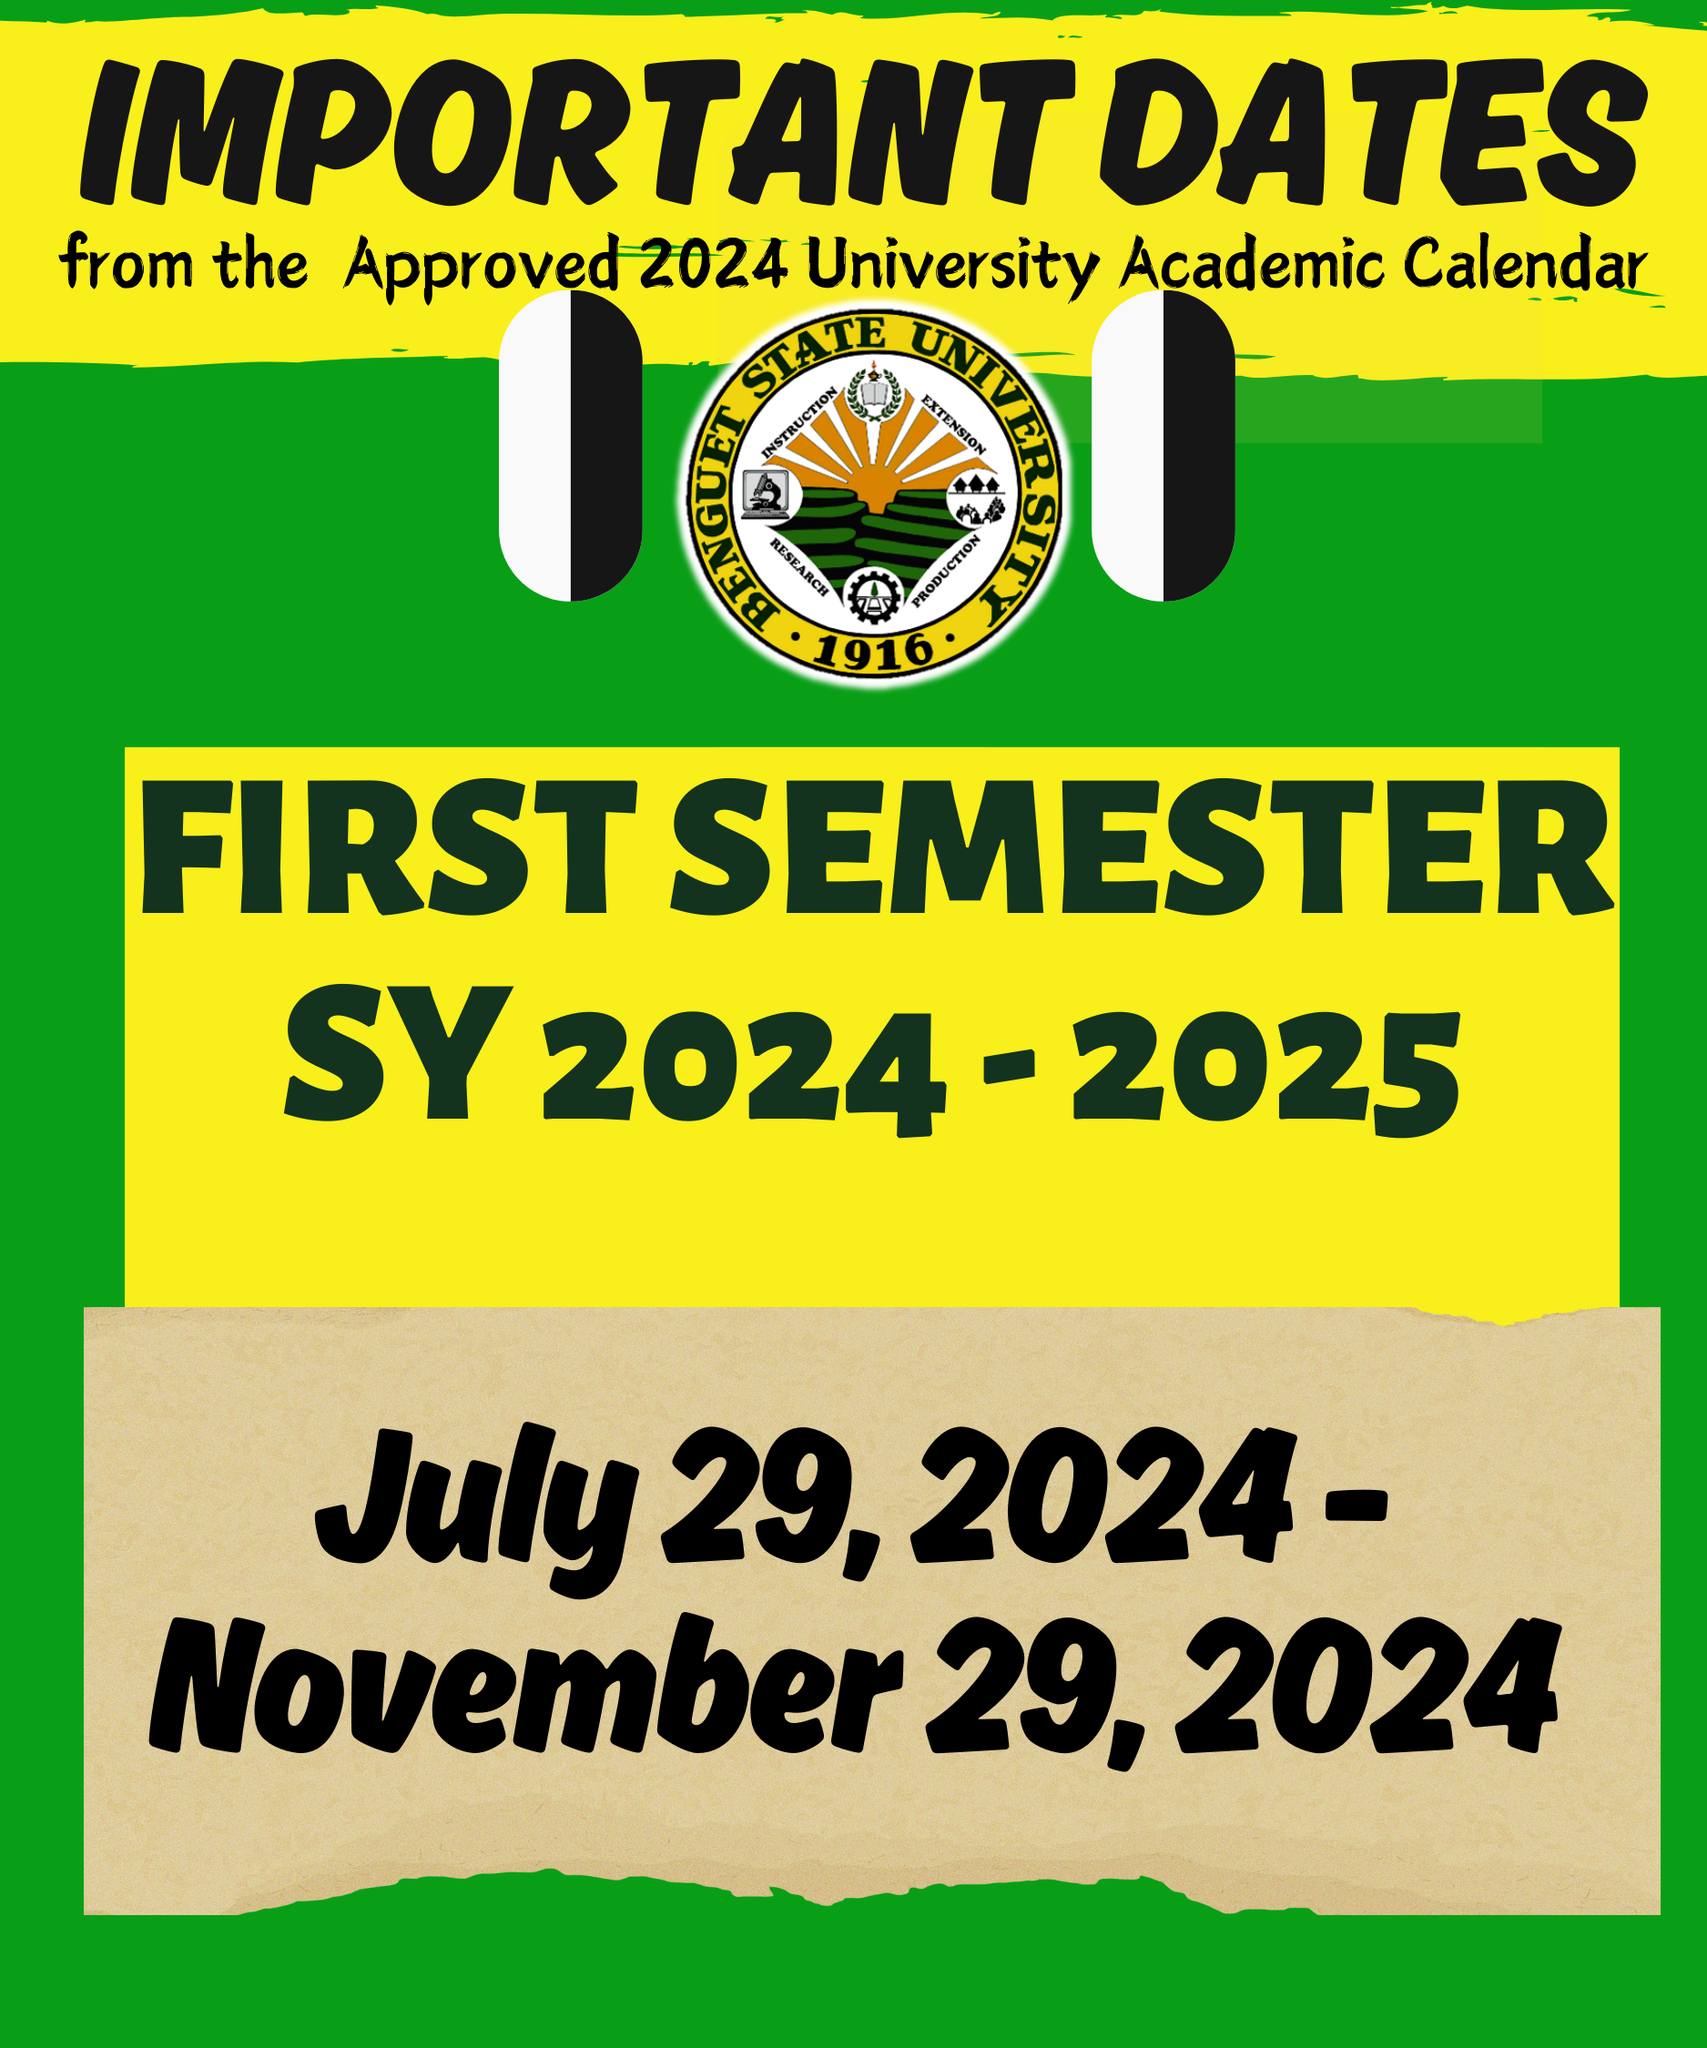 IMPORTANT DATES
from the Approved 2024 University Academic Calendar
BENGUET STATE UNIVERSITY
INSTRUCTION
EXTENSION
RESEARCH
PRODUCTION
· 1916 ·
FIRST SEMESTER
SY 2024 - 2025
July 29, 2024 -
November 29, 2024